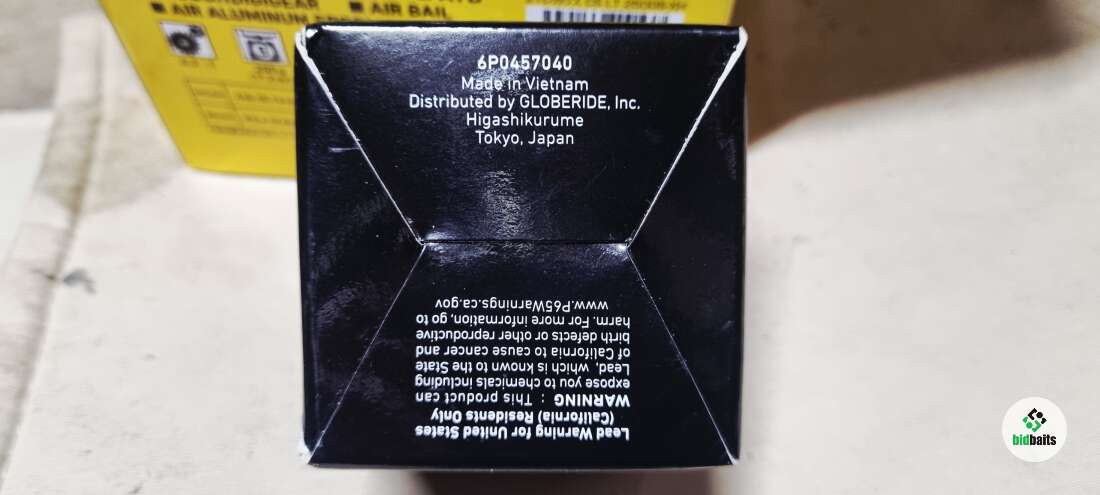 ■ AIR ALUMINUM
■ AIR BAIL
6P0457040
Made in Vietnam
Distributed by GLOBERIDE, Inc.
Higashikurume
Tokyo, Japan
Lead Warning for United States
(California) Residents Only
WARNING : This product can
expose you to chemicals including
Lead, which is known to the State
of California to cause cancer and
birth defects or other reproductive
harm. For more information, go to
www.P65Warnings.ca.gov
bidbaits